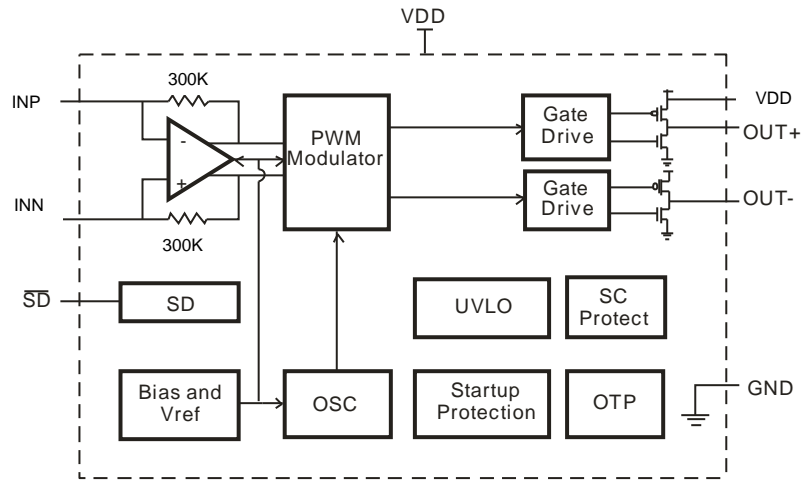 VDD
300K
INP
-
+
INN
300K
PWM
Modulator
Gate
Drive
VDD
OUT+
Gate
Drive
OUT-
S̅D̅
SD
UVLO
SC
Protect
Bias and
Vref
OSC
Startup
Protection
OTP
GND